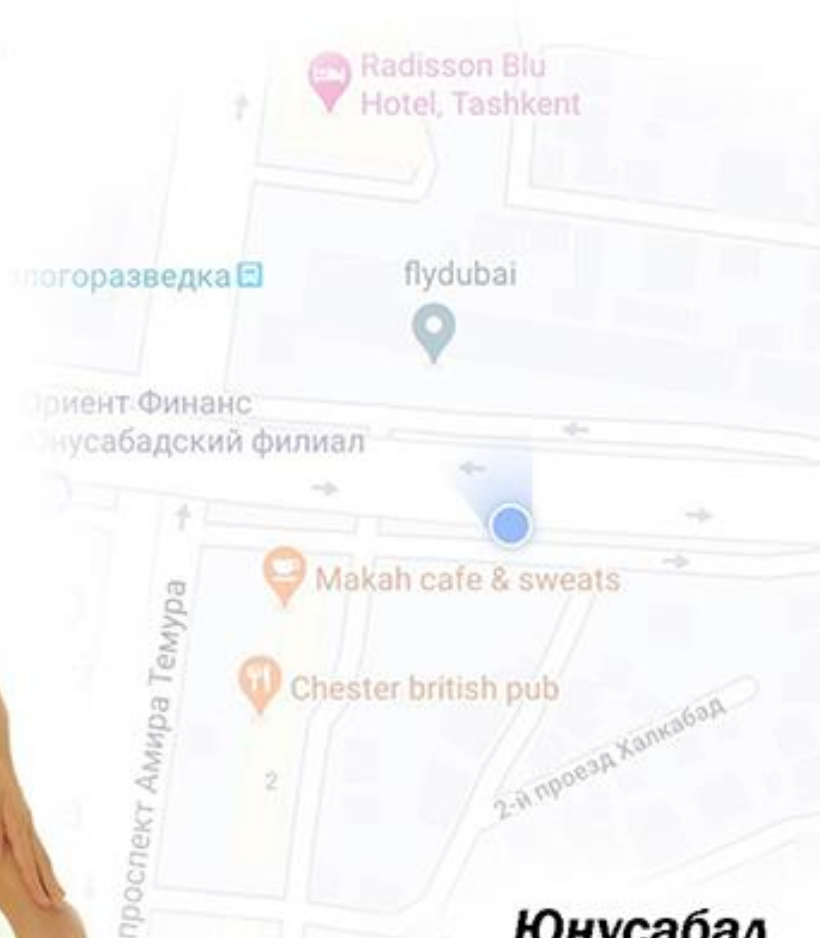 Radisson Blu
Hotel, Tashkent
логоразведка
flydubai
Ориент Финанс
Юнусабадский филиал
Makah cafe & sweats
Chester british pub
2
проспект Амира Темура
2-й проезд Халкабад
Юнусабад